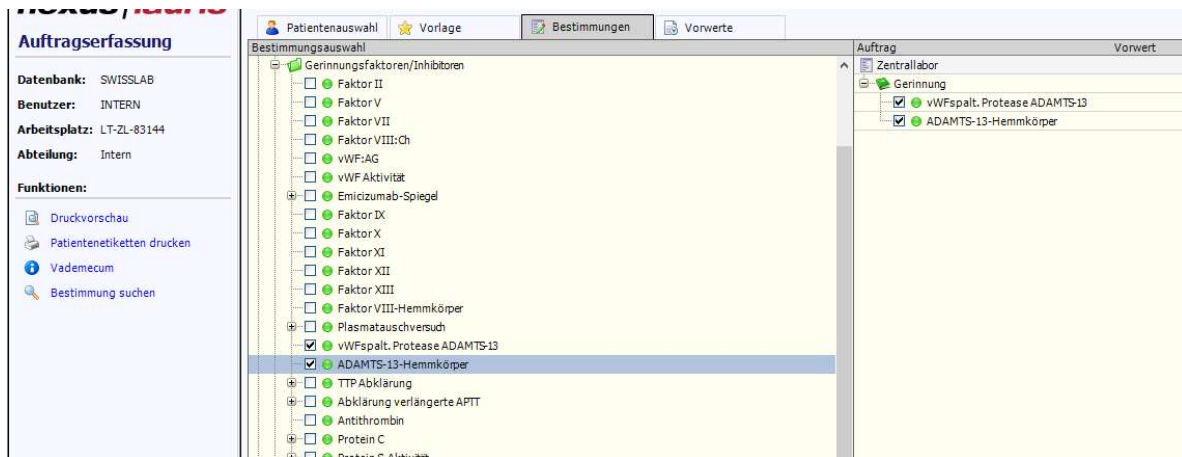 nexus / lauris
Auftragserfassung
Datenbank: SWISSLAB
Benutzer: INTERN
Arbeitsplatz: LT-ZL-83144
Abteilung: Intern
Funktionen:
Druckvorschau
Patientenetiketten drucken
Vademecum
Bestimmung suchen
Patientenauswahl
Vorlage
Bestimmungen
Vorwerte
Bestimmungsauswahl
Gerinnungsfaktoren/Inhibitoren
Faktor II
Faktor V
Faktor VII
Faktor VIII:Ch
vWF:AG
vWF Aktivität
Emicizumab-Spiegel
Faktor IX
Faktor X
Faktor XI
Faktor XII
Faktor XIII
Faktor VIII-Hemmkörper
Plasmatauschversuch
vWFspalt. Protease ADAMTS-13
ADAMTS-13-Hemmkörper
TTP Abklärung
Abklärung verlängerte APTT
Antithrombin
Protein C
Protein S Aktivität
Auftrag Vorwert
Zentrallabor
Gerinnung
vWFspalt. Protease ADAMTS-13
ADAMTS-13-Hemmkörper